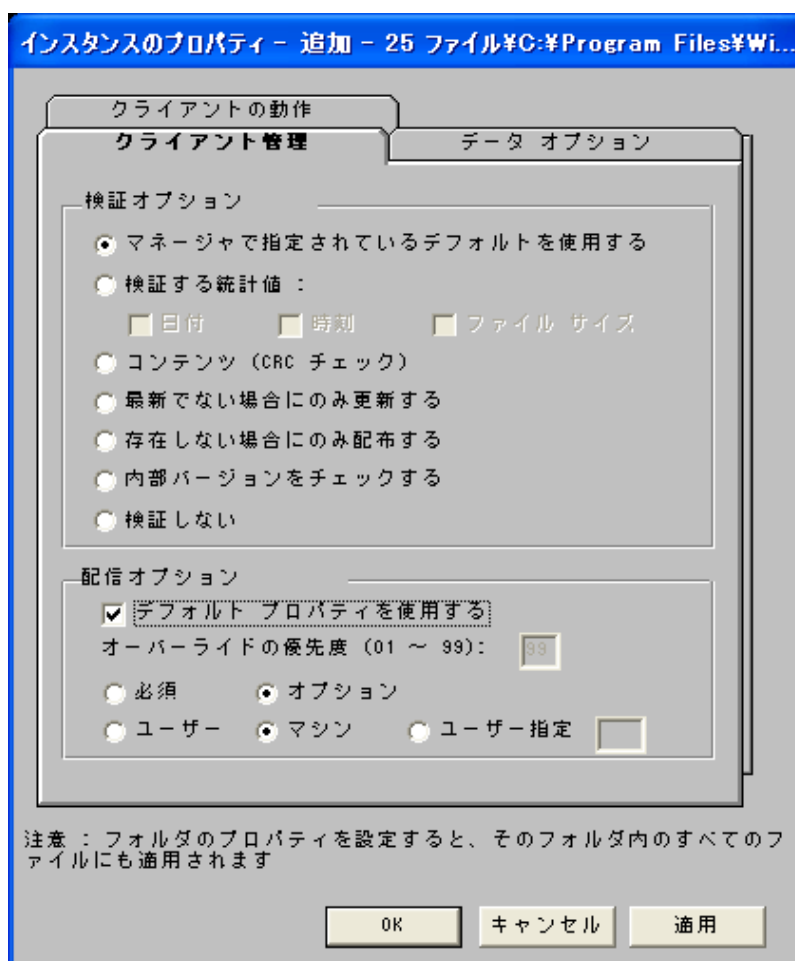 インスタンスのプロパティ - 追加 - 25 ファイル¥C:¥Program Files¥Wi...
クライアントの動作
クライアント管理
データ オプション
検証オプション
マネージャで指定されているデフォルトを使用する
検証する統計値 :
日付
時刻
ファイル サイズ
コンテンツ (CRC チェック)
最新でない場合にのみ更新する
存在しない場合にのみ配布する
内部バージョンをチェックする
検証しない
配信オプション
デフォルト プロパティを使用する
オーバーライドの優先度 (01 ~ 99): 99
必須 オプション
ユーザー マシン ユーザー指定
注意 : フォルダのプロパティを設定すると、そのフォルダ内のすべてのフ
ァイルにも適用されます
OK キャンセル 適用